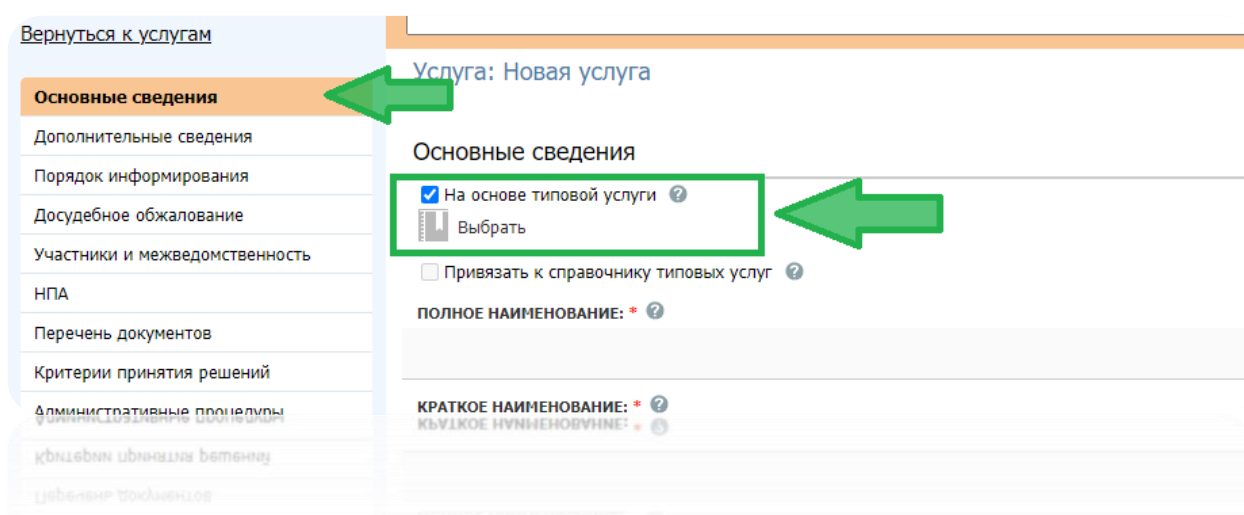 Вернуться к услугам
Основные сведения
Дополнительные сведения
Порядок информирования
Досудебное обжалование
Участники и межведомственность
НПА
Перечень документов
Критерии принятия решений
Административные процедуры
Услуга: Новая услуга
Основные сведения
На основе типовой услуги ?
Выбрать
Привязать к справочнику типовых услуг ?
ПОЛНОЕ НАИМЕНОВАНИЕ: * ?
КРАТКОЕ НАИМЕНОВАНИЕ: * ?